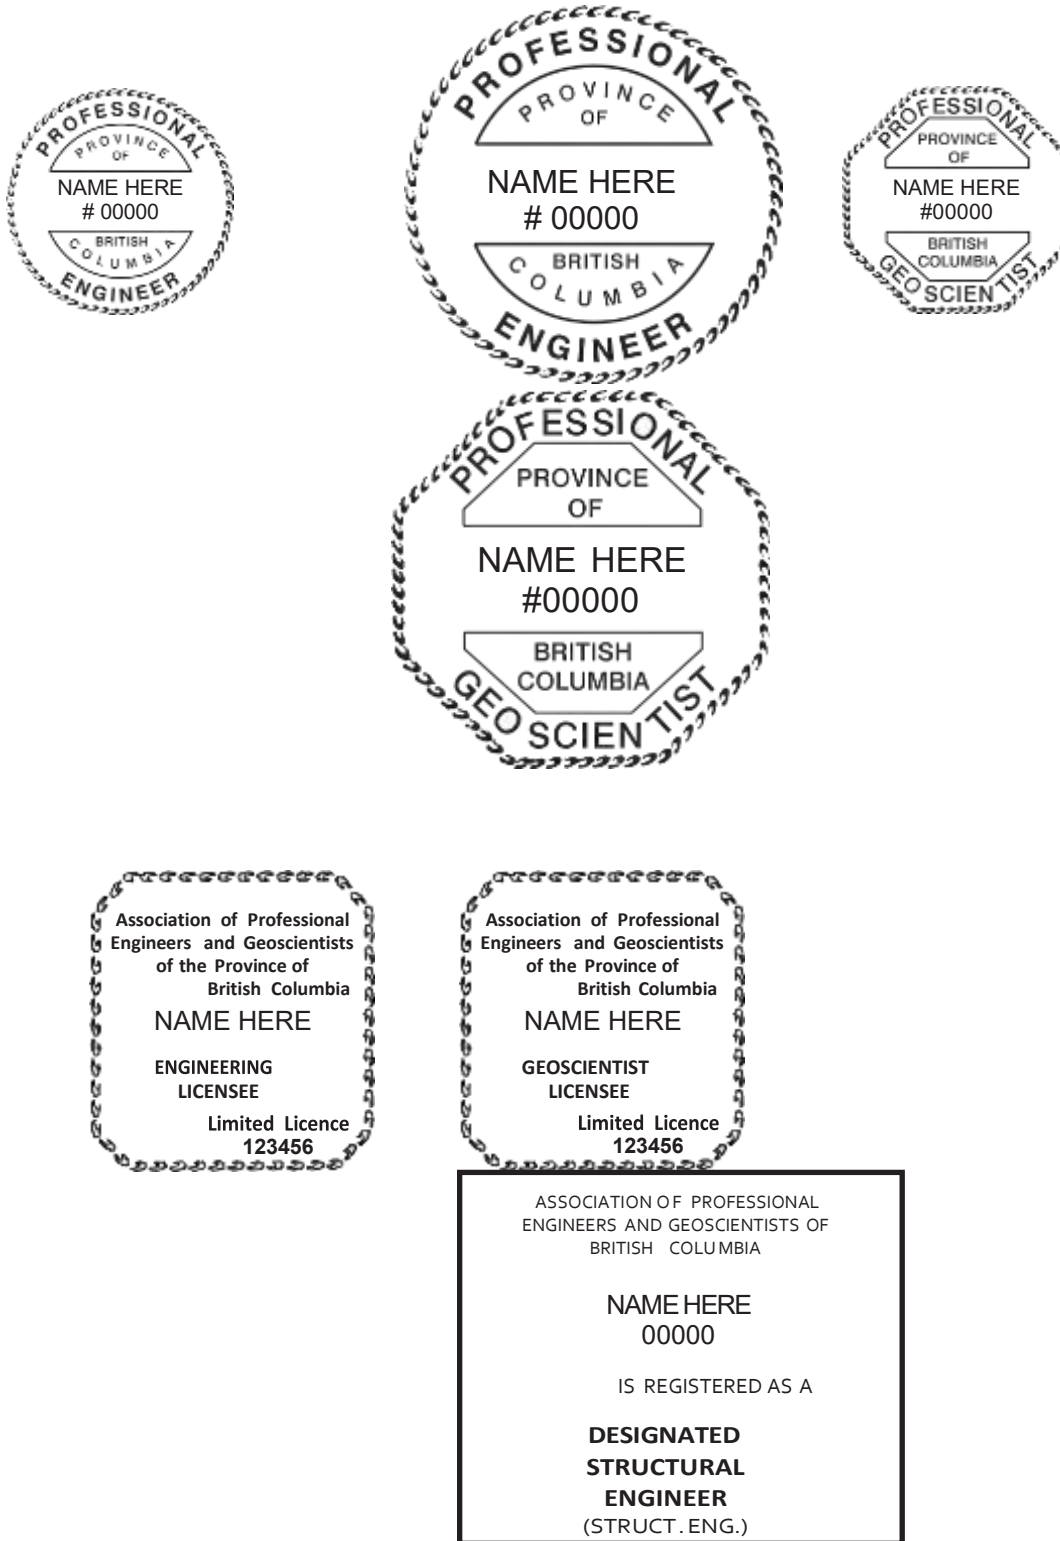 PROFESSIONAL
PROVINCE
OF
NAME HERE
# 00000
BRITISH
COLUMBIA
ENGINEER
PROFESSIONAL
PROVINCE
OF
NAME HERE
# 00000
BRITISH
COLUMBIA
ENGINEER
PROFESSIONAL
PROVINCE
OF
NAME HERE
#00000
BRITISH
COLUMBIA
GEOSCIENTIST
PROFESSIONAL
PROVINCE
OF
NAME HERE
#00000
BRITISH
COLUMBIA
GEOSCIENTIST
Association of Professional
Engineers and Geoscientists
of the Province of
British Columbia
NAME HERE
ENGINEERING
LICENSEE
Limited Licence
123456
Association of Professional
Engineers and Geoscientists
of the Province of
British Columbia
NAME HERE
GEOSCIENTIST
LICENSEE
Limited Licence
123456
ASSOCIATION OF PROFESSIONAL
ENGINEERS AND GEOSCIENTISTS OF
BRITISH COLUMBIA
NAME HERE
00000
IS REGISTERED AS A
DESIGNATED
STRUCTURAL
ENGINEER
(STRUCT. ENG.)